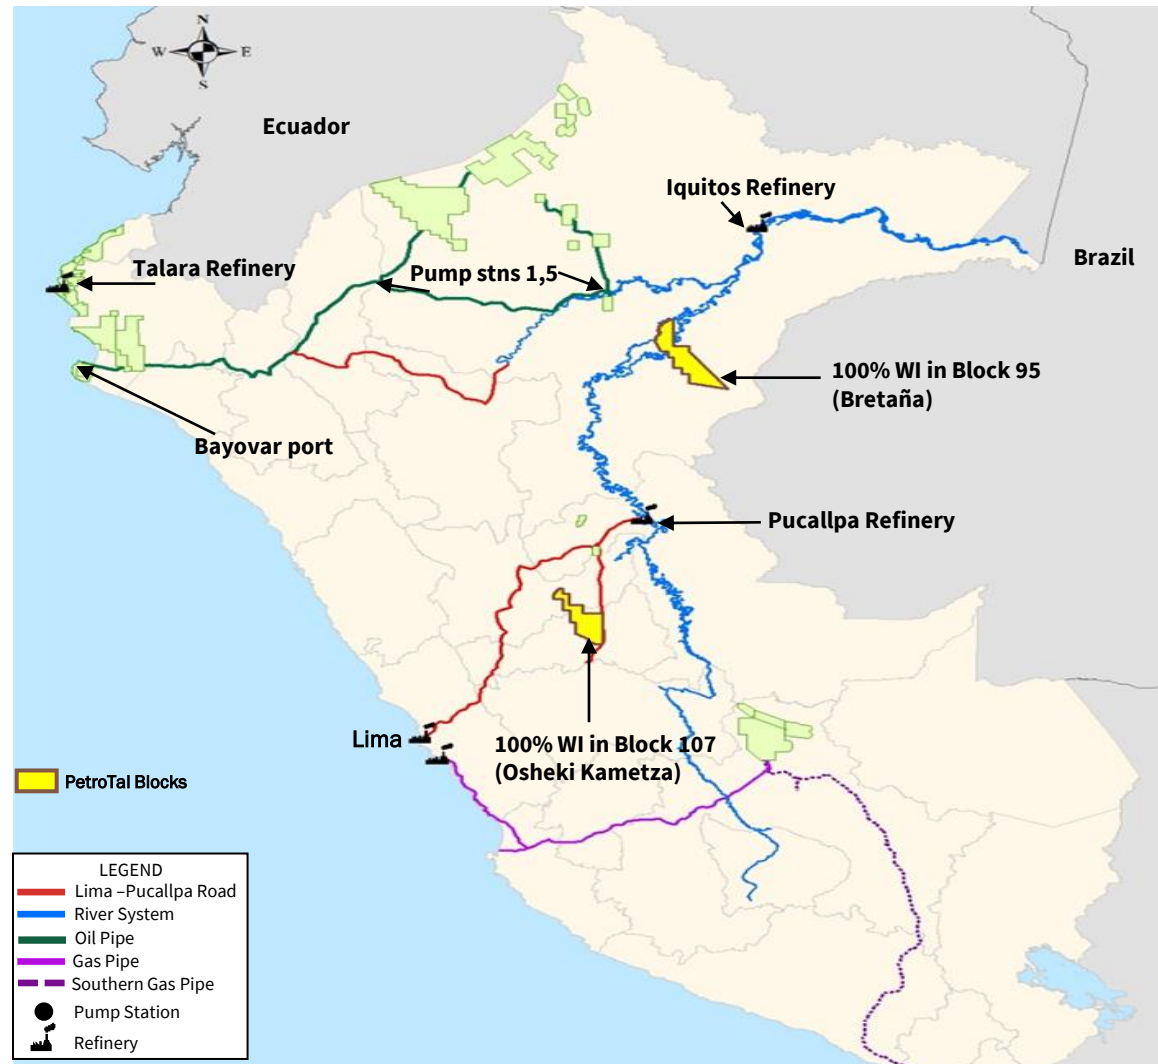 N
W
E
S
Ecuador
Iquitos Refinery
Brazil
Talara Refinery
Pump stns 1,5
100% WI in Block 95
(Bretaña)
Bayovar port
Pucallpa Refinery
Lima
100% WI in Block 107
(Osheki Kametza)
PetroTal Blocks
LEGEND
Lima –Pucallpa Road
River System
Oil Pipe
Gas Pipe
Southern Gas Pipe
Pump Station
Refinery